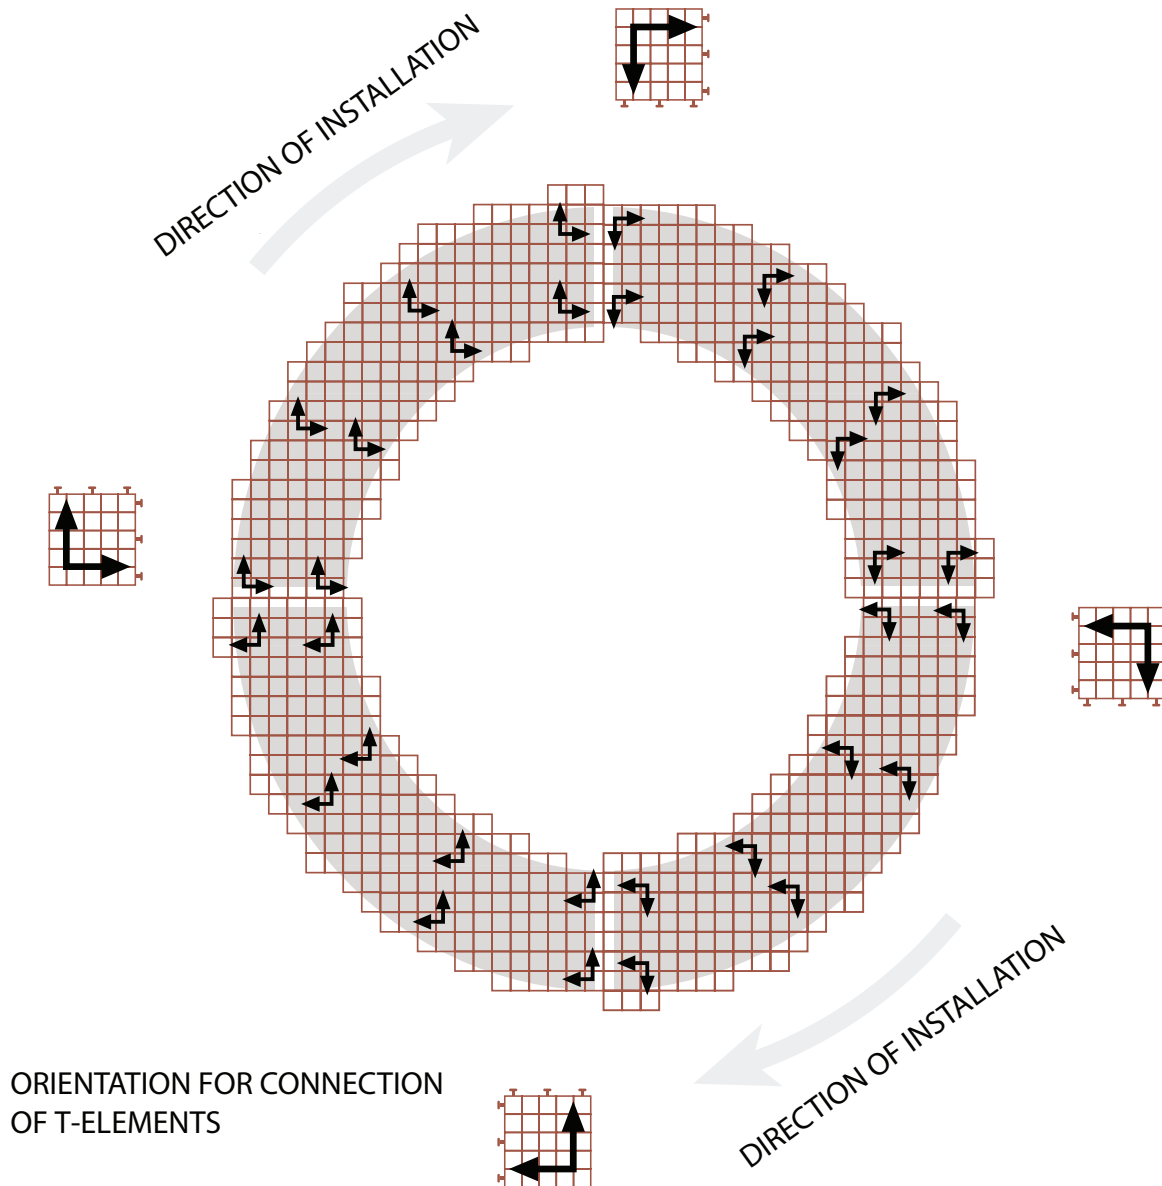 DIRECTION OF INSTALLATION
DIRECTION OF INSTALLATION
ORIENTATION FOR CONNECTION
OF T-ELEMENTS